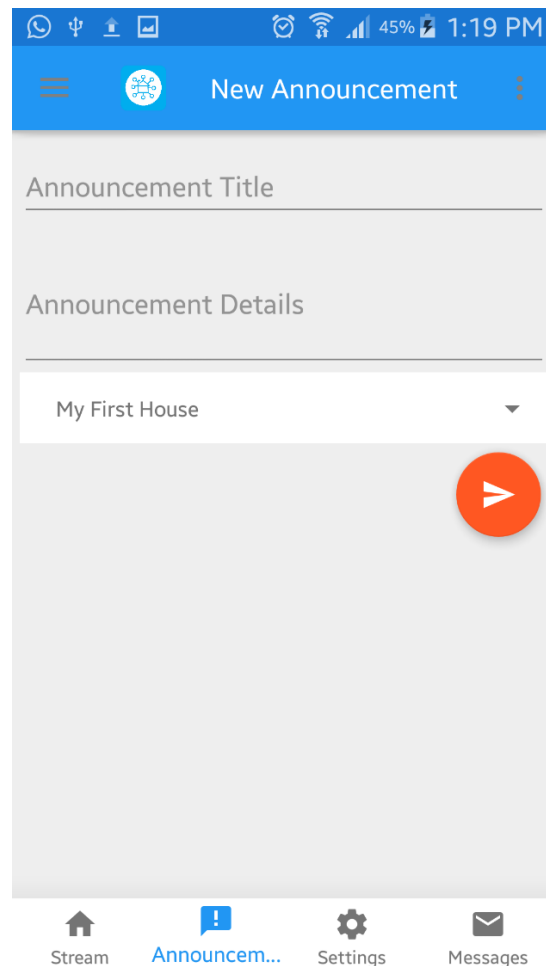 45% 1:19 PM
New Announcement
Announcement Title
Announcement Details
My First House
Stream Announcem... Settings Messages